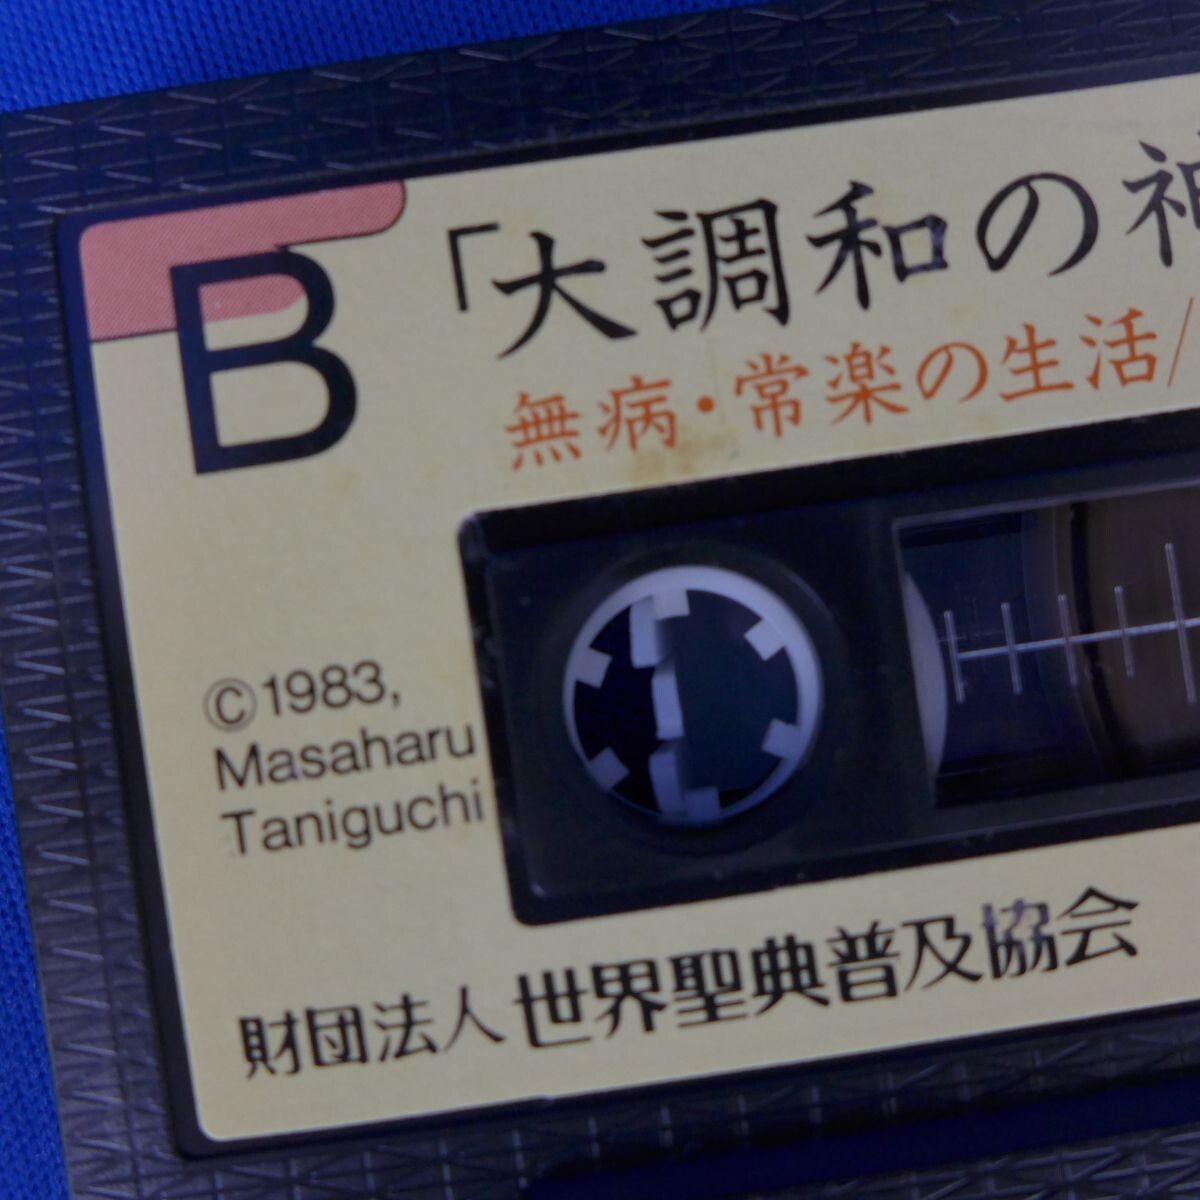 B
「大調和の神
無病・常楽の生活/
©1983,
Masaharu
Taniguchi
財団法人世界聖典普及協会